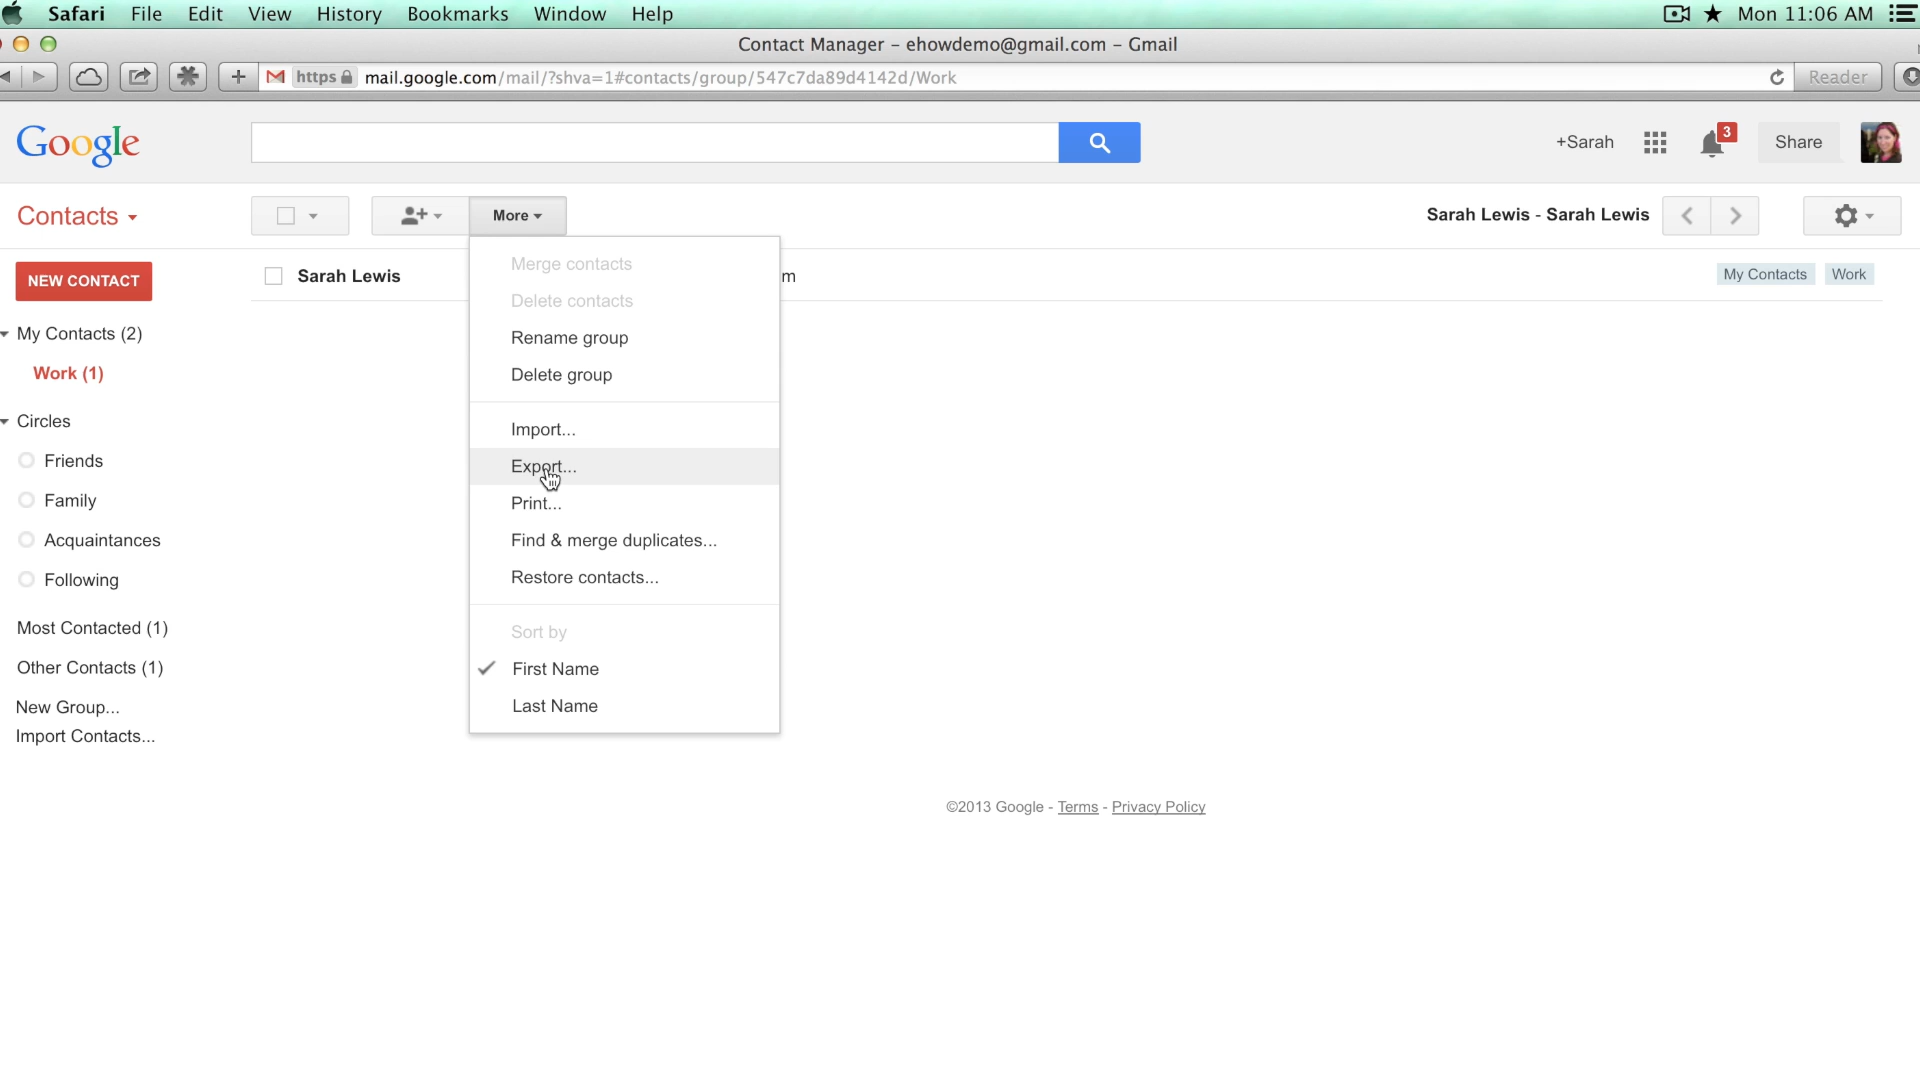 Safari File Edit View History Bookmarks Window Help Mon 11:06 AM
Contact Manager – ehowdemo@gmail.com – Gmail
https mail.google.com/mail/?shva=1#contacts/group/547c7da89d4142d/Work Reader
Google +Sarah 3 Share
Contacts More Sarah Lewis - Sarah Lewis
NEW CONTACT
Sarah Lewis m My Contacts Work
My Contacts (2)
Work (1)
Circles
Friends
Family
Acquaintances
Following
Most Contacted (1)
Other Contacts (1)
New Group...
Import Contacts...
Merge contacts
Delete contacts
Rename group
Delete group
Import...
Export...
Print...
Find & merge duplicates...
Restore contacts...
Sort by
First Name
Last Name
©2013 Google - Terms - Privacy Policy